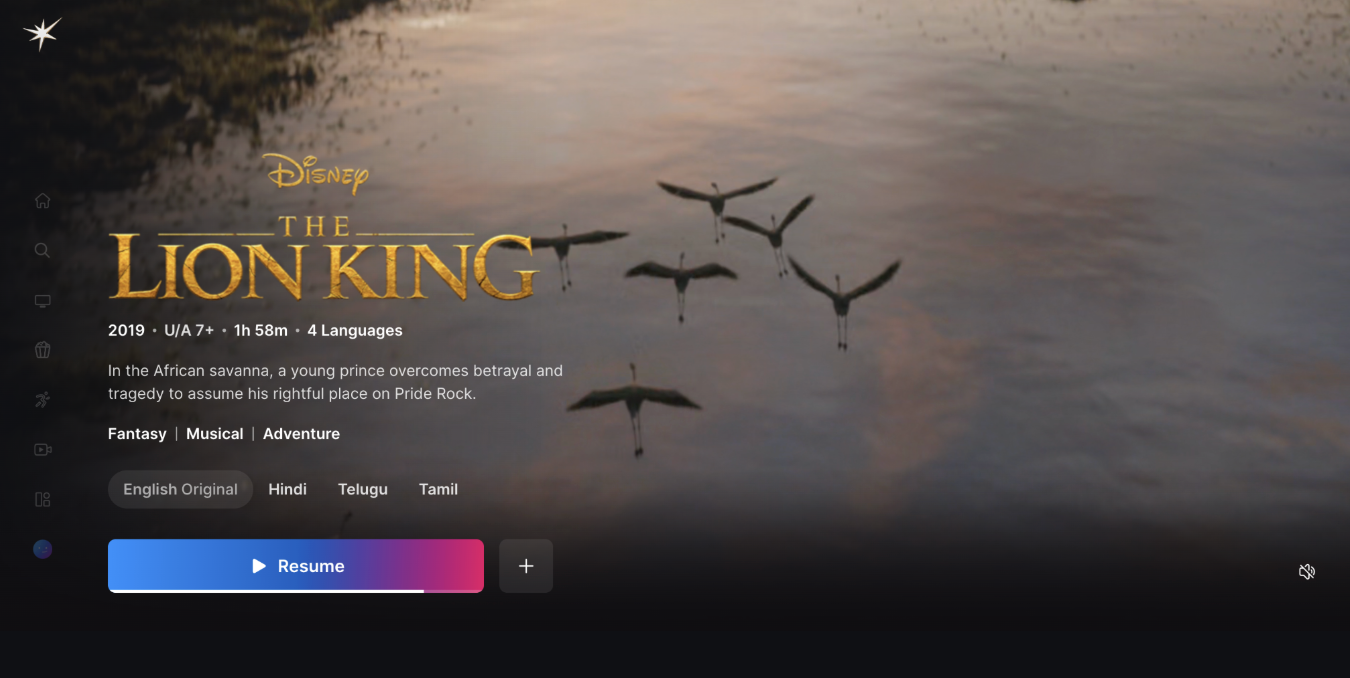 Disney
THE
LION KING
2019 • U/A 7+ • 1h 58m • 4 Languages
In the African savanna, a young prince overcomes betrayal and
tragedy to assume his rightful place on Pride Rock.
Fantasy | Musical | Adventure
English Original Hindi Telugu Tamil
Resume